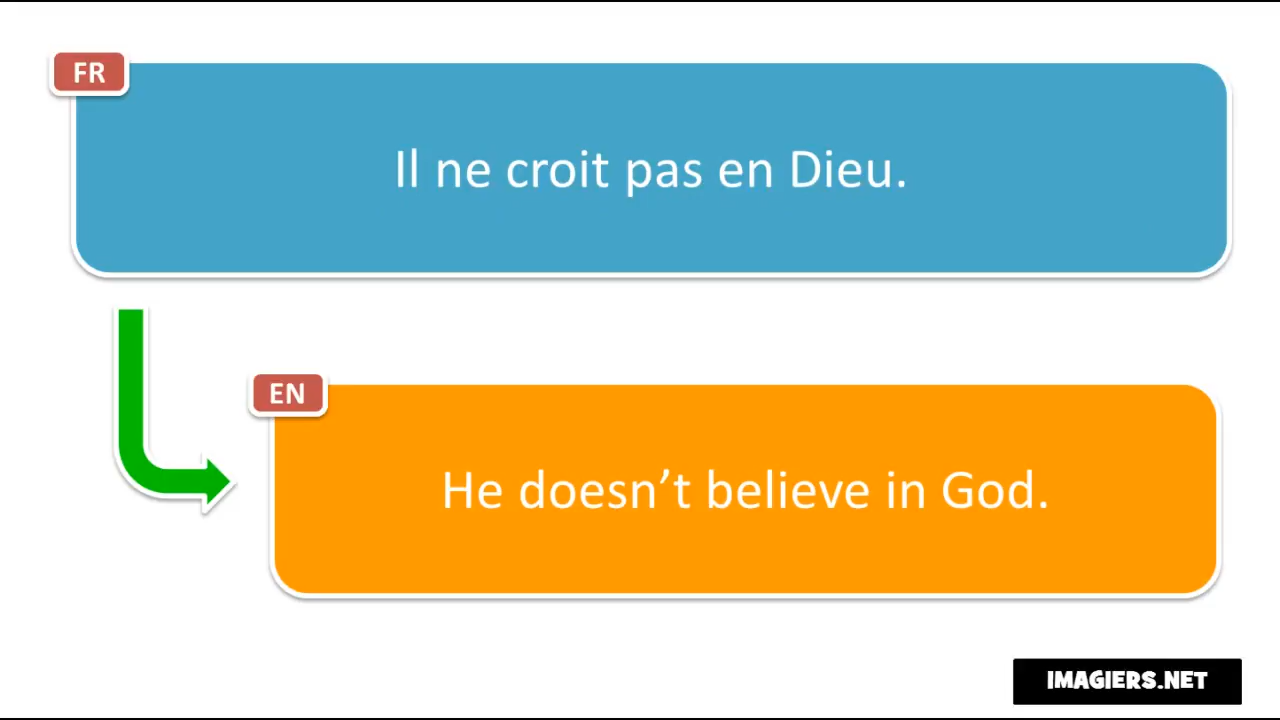 FR
Il ne croit pas en Dieu.
EN
He doesn’t believe in God.
IMAGIERS.NET